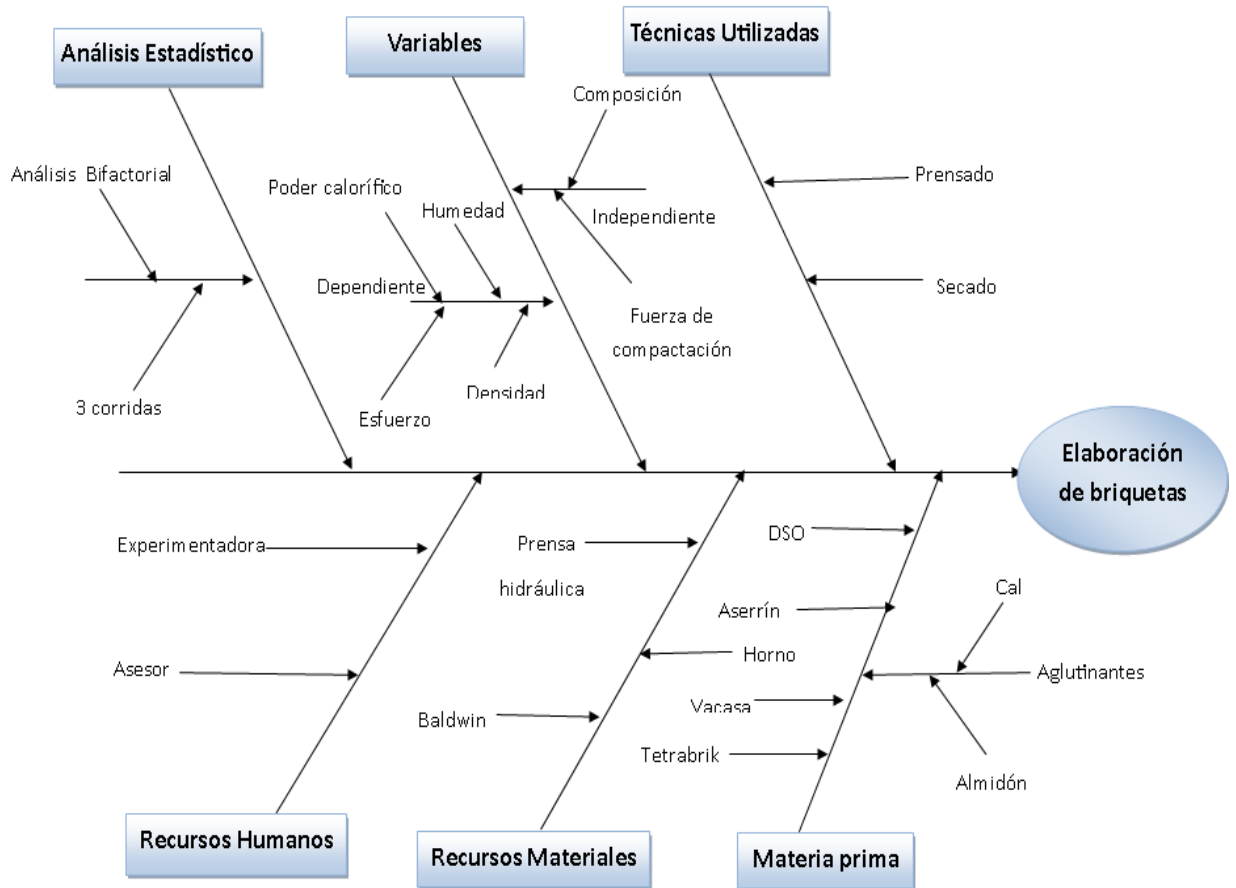 Análisis Estadístico
Variables
Técnicas Utilizadas
Composición
Análisis Bifactorial
Poder calorífico
Humedad
Independiente
Prensado
Dependiente
Secado
Fuerza de
compactación
Densidad
3 corridas
Esfuerzo
Elaboración
de briquetas
Experimentadora
Prensa
hidráulica
DSO
Cal
Aserrín
Horno
Asesor
Aglutinantes
Vacasa
Baldwin
Tetrabrik
Almidón
Recursos Humanos
Recursos Materiales
Materia prima